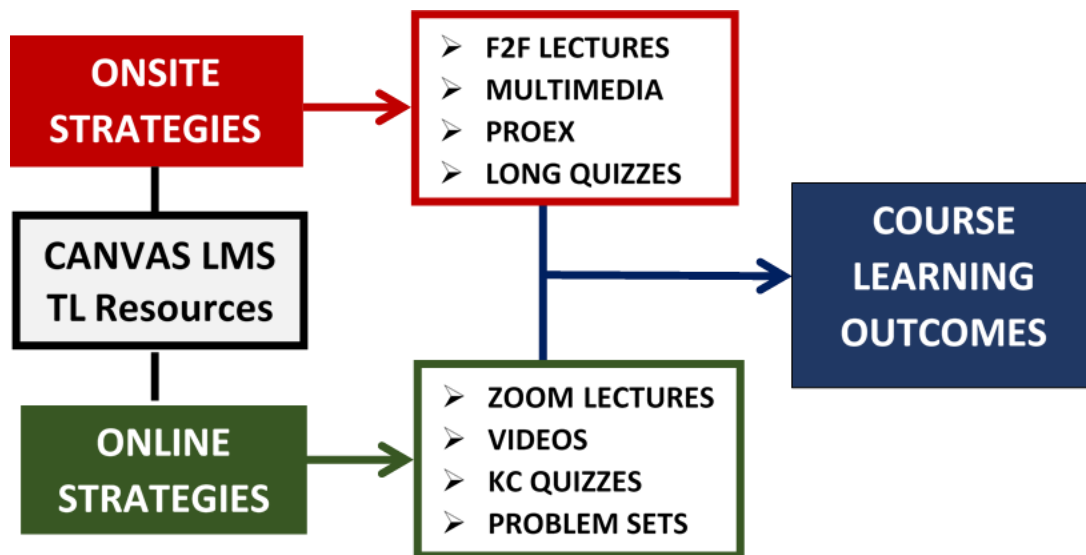 ONSITE
STRATEGIES
➢ F2F LECTURES
➢ MULTIMEDIA
➢ PROEX
➢ LONG QUIZZES
CANVAS LMS
TL Resources
COURSE
LEARNING
OUTCOMES
ONLINE
STRATEGIES
➢ ZOOM LECTURES
➢ VIDEOS
➢ KC QUIZZES
➢ PROBLEM SETS